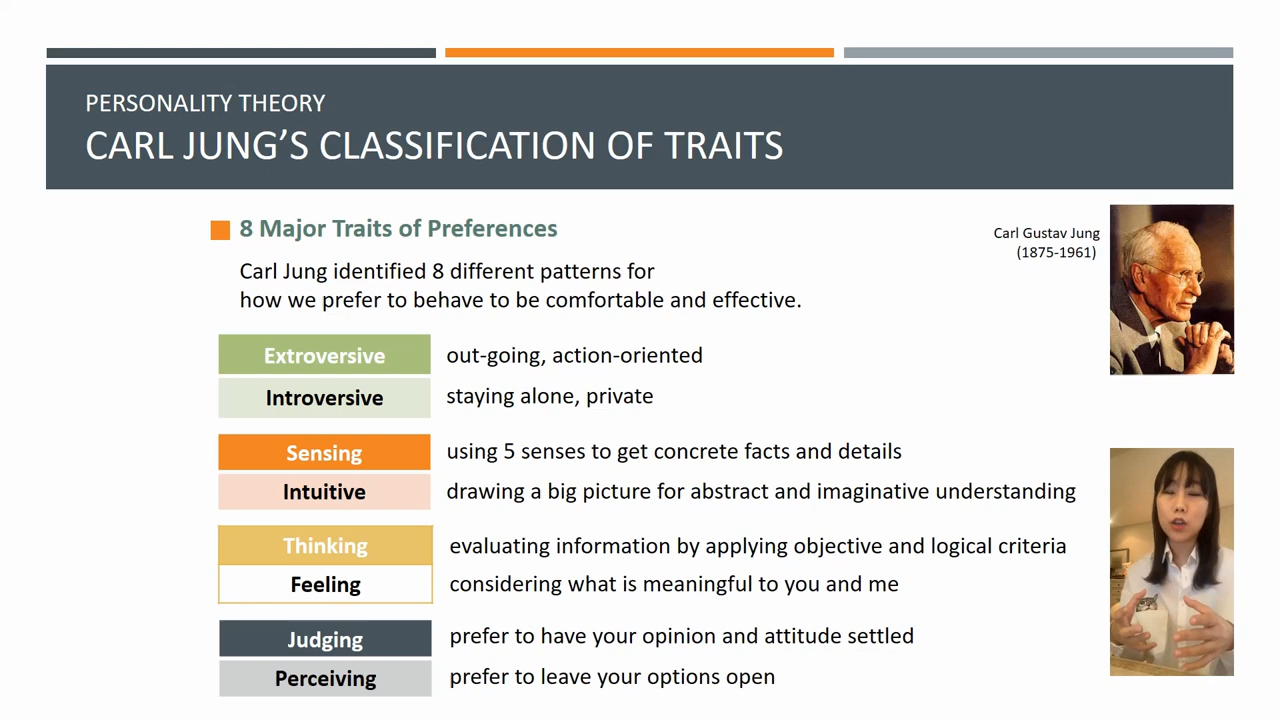 PERSONALITY THEORY
CARL JUNG’S CLASSIFICATION OF TRAITS
8 Major Traits of Preferences
Carl Gustav Jung
(1875-1961)
Carl Jung identified 8 different patterns for
how we prefer to behave to be comfortable and effective.
Extroversive out-going, action-oriented
Introversive staying alone, private
Sensing using 5 senses to get concrete facts and details
Intuitive drawing a big picture for abstract and imaginative understanding
Thinking evaluating information by applying objective and logical criteria
Feeling considering what is meaningful to you and me
Judging prefer to have your opinion and attitude settled
Perceiving prefer to leave your options open